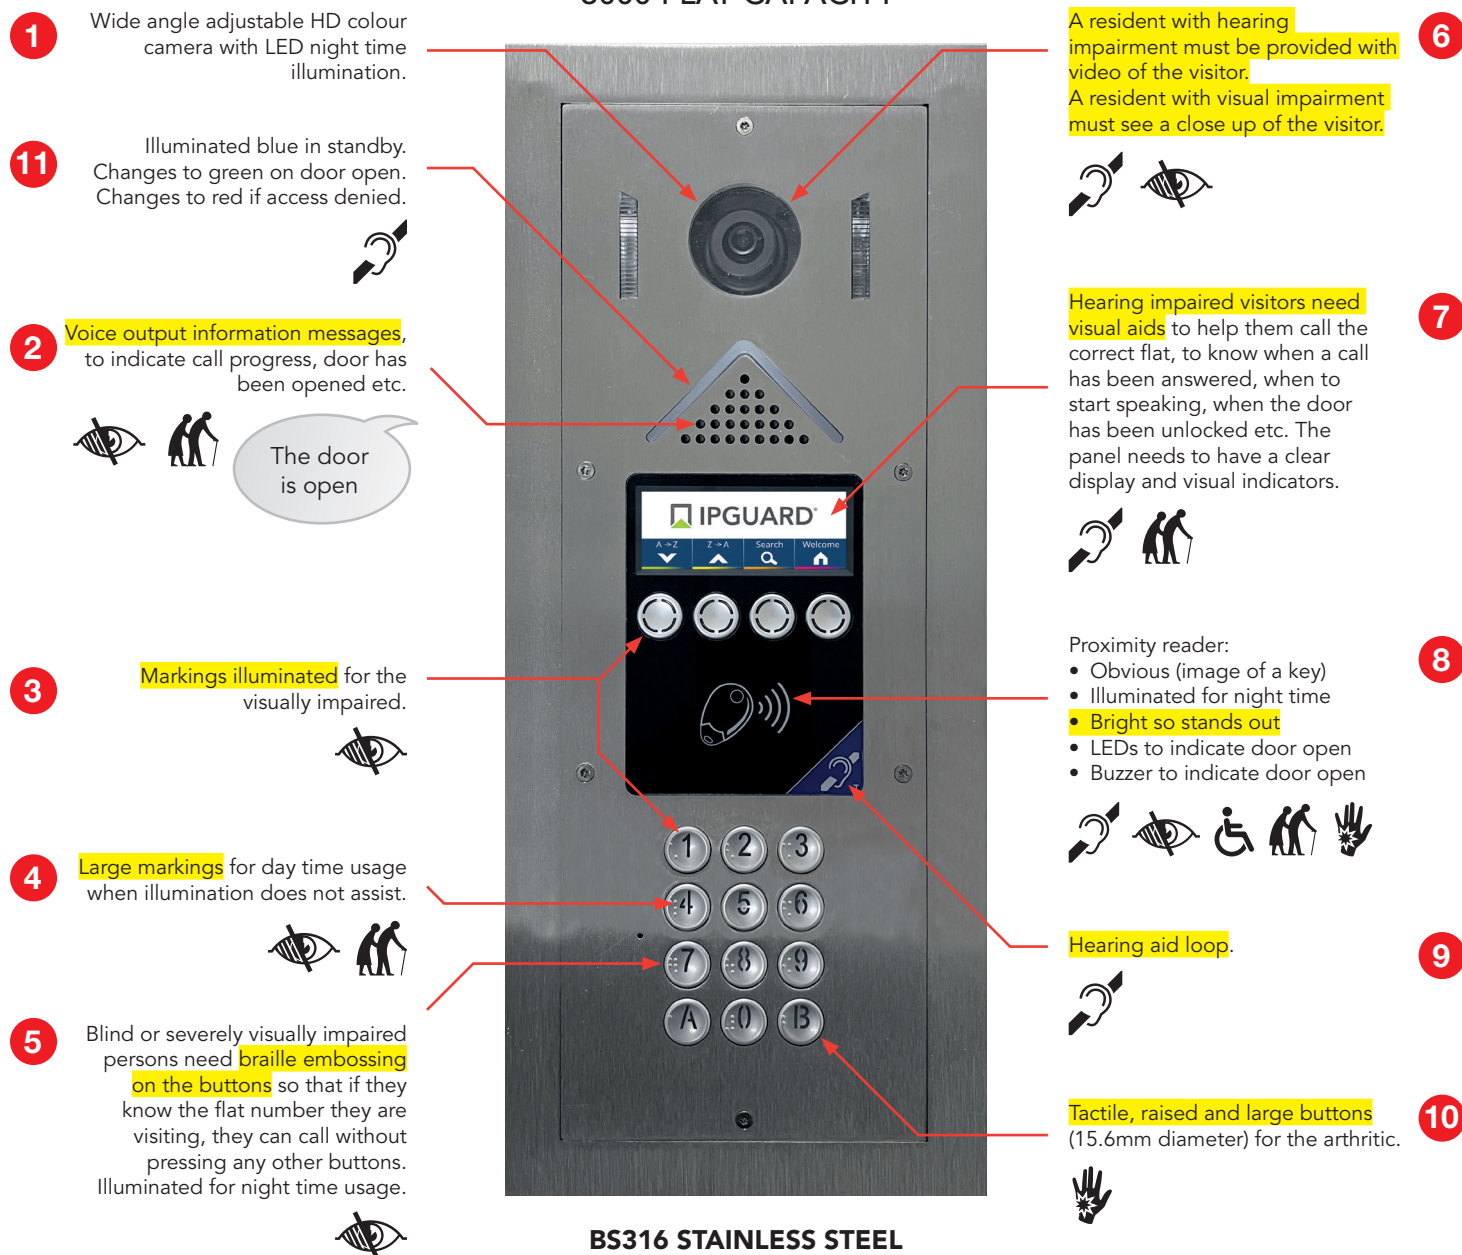 1
Wide angle adjustable HD colour
camera with LED night time
illumination.
11
Illuminated blue in standby.
Changes to green on door open.
Changes to red if access denied.
2
Voice output information messages,
to indicate call progress, door has
been opened etc.
The door
is open
3
Markings illuminated for the
visually impaired.
4
Large markings for day time usage
when illumination does not assist.
5
Blind or severely visually impaired
persons need braille embossing
on the buttons so that if they
know the flat number they are
visiting, they can call without
pressing any other buttons.
Illuminated for night time usage.
IPGUARD
A→Z Z→A Search Welcome
T
1 2 3
4 5 6
7 8 9
A 0 B
BS316 STAINLESS STEEL
6
A resident with hearing
impairment must be provided with
video of the visitor.
A resident with visual impairment
must see a close up of the visitor.
7
Hearing impaired visitors need
visual aids to help them call the
correct flat, to know when a call
has been answered, when to
start speaking, when the door
has been unlocked etc. The
panel needs to have a clear
display and visual indicators.
8
Proximity reader:
• Obvious (image of a key)
• Illuminated for night time
• Bright so stands out
• LEDs to indicate door open
• Buzzer to indicate door open
9
Hearing aid loop.
10
Tactile, raised and large buttons
(15.6mm diameter) for the arthritic.